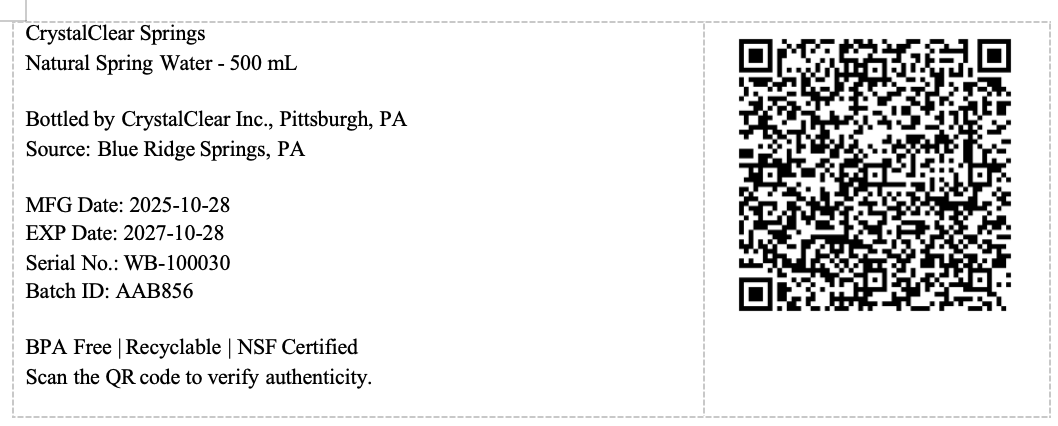 CrystalClear Springs
Natural Spring Water - 500 mL
Bottled by CrystalClear Inc., Pittsburgh, PA
Source: Blue Ridge Springs, PA
MFG Date: 2025-10-28
EXP Date: 2027-10-28
Serial No.: WB-100030
Batch ID: AAB856
BPA Free | Recyclable | NSF Certified
Scan the QR code to verify authenticity.